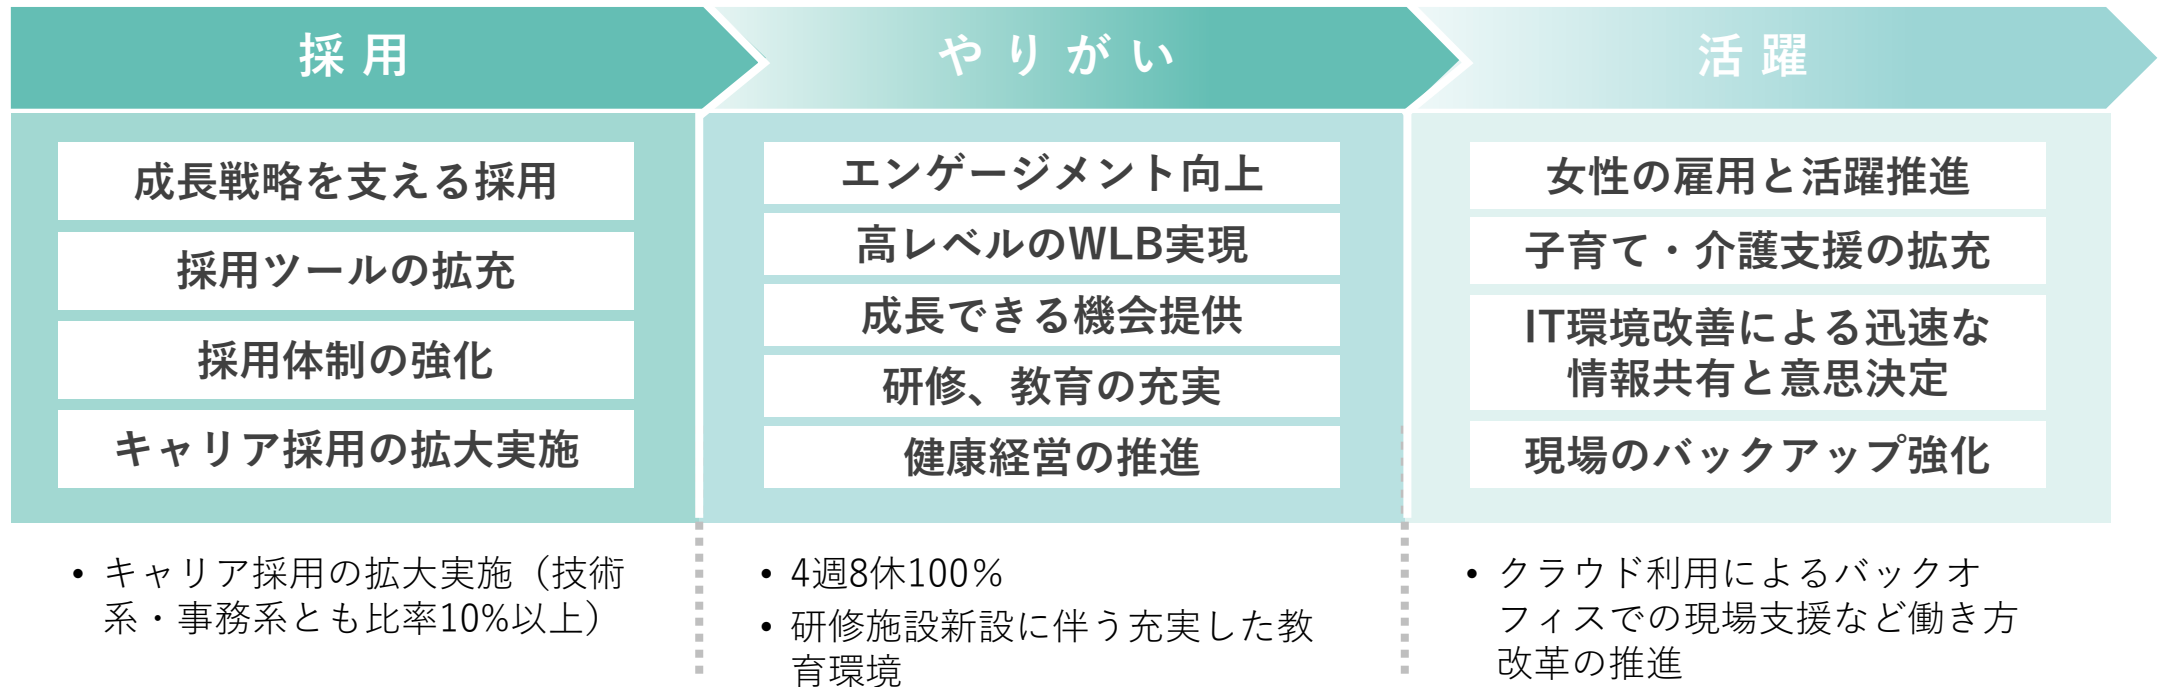 採用
成長戦略を支える採用
採用ツールの拡充
採用体制の強化
キャリア採用の拡大実施
• キャリア採用の拡大実施（技術
系・事務系とも比率10%以上）
やりがい
エンゲージメント向上
高レベルのWLB実現
成長できる機会提供
研修、教育の充実
健康経営の推進
• 4週8休100％
• 研修施設新設に伴う充実した教
育環境
活躍
女性の雇用と活躍推進
子育て・介護支援の拡充
IT環境改善による迅速な
情報共有と意思決定
現場のバックアップ強化
• クラウド利用によるバックオ
フィスでの現場支援など働き方
改革の推進